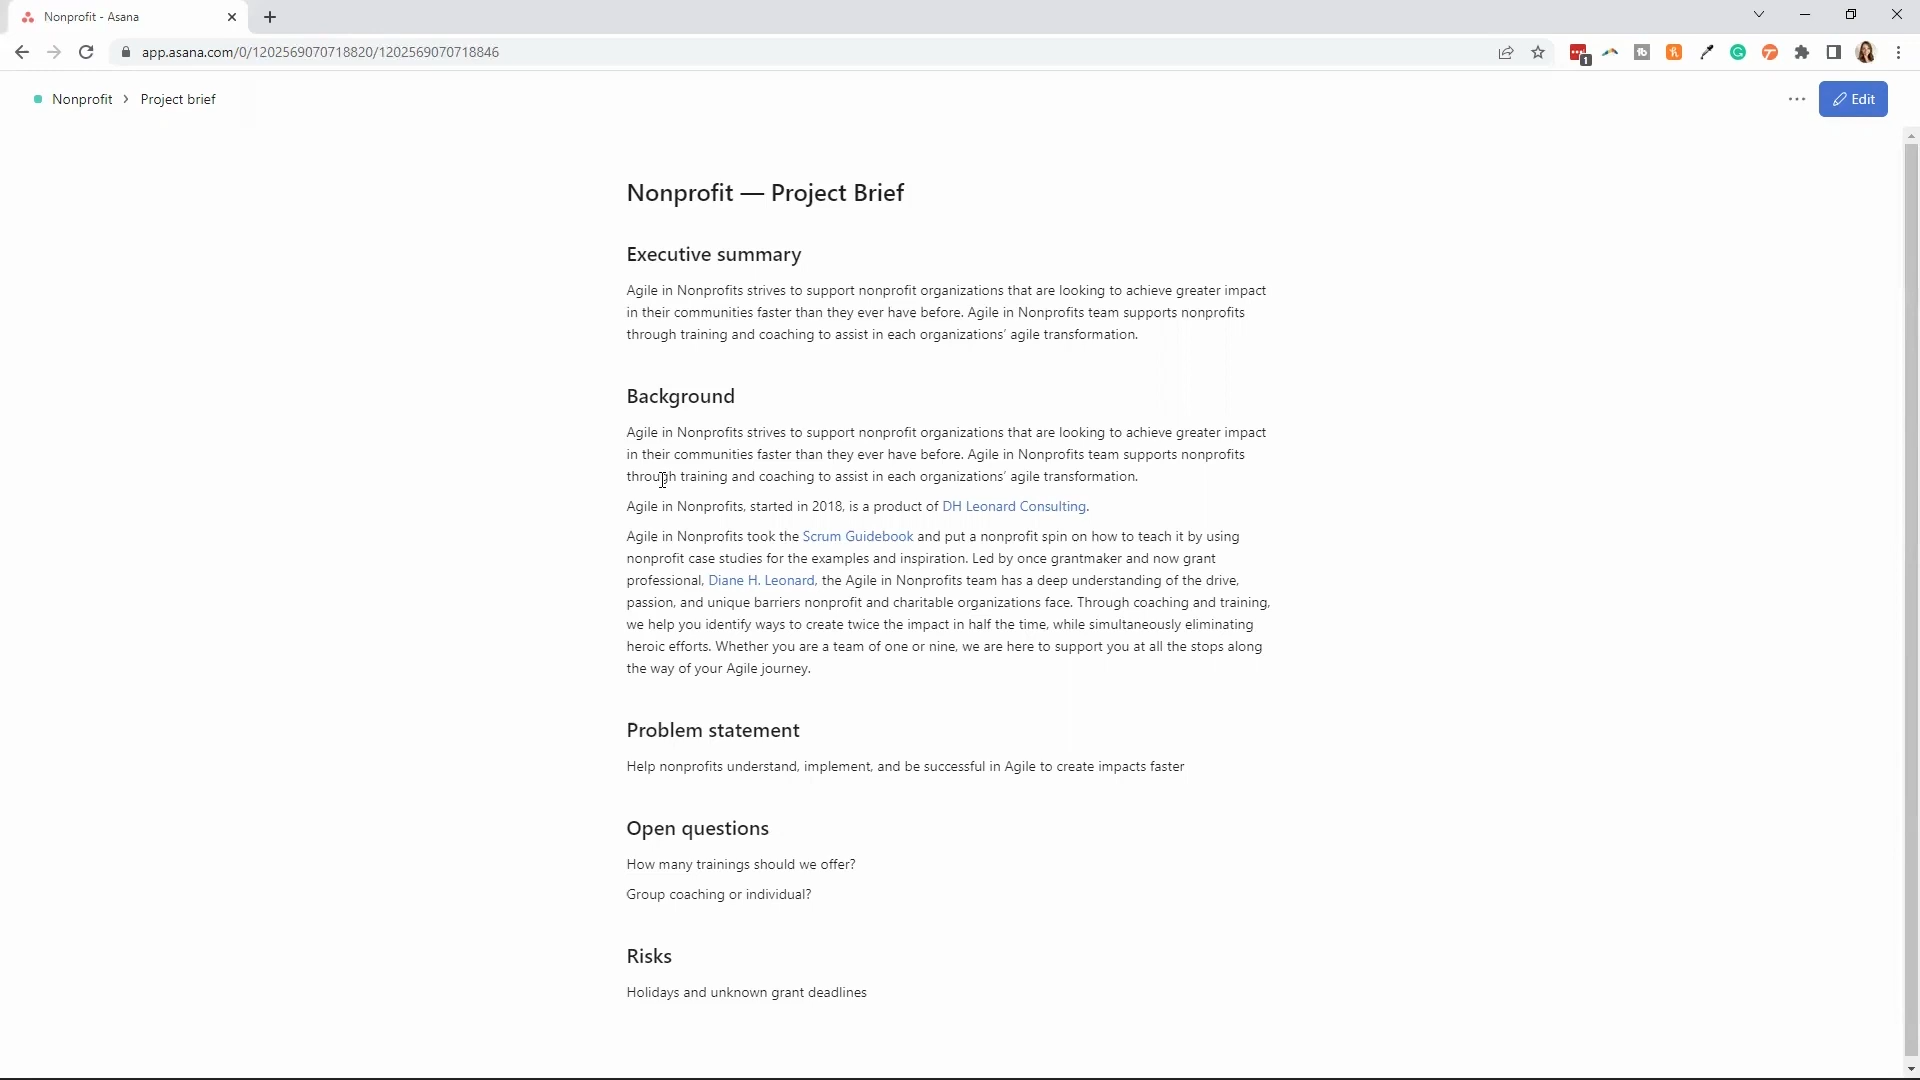 Nonprofit - Asana
app.asana.com/0/1202569070718820/1202569070718846
1
Nonprofit > Project brief
... Edit
Nonprofit — Project Brief
Executive summary
Agile in Nonprofits strives to support nonprofit organizations that are looking to achieve greater impact
in their communities faster than they ever have before. Agile in Nonprofits team supports nonprofits
through training and coaching to assist in each organizations’ agile transformation.
Background
Agile in Nonprofits strives to support nonprofit organizations that are looking to achieve greater impact
in their communities faster than they ever have before. Agile in Nonprofits team supports nonprofits
through training and coaching to assist in each organizations’ agile transformation.
Agile in Nonprofits, started in 2018, is a product of DH Leonard Consulting.
Agile in Nonprofits took the Scrum Guidebook and put a nonprofit spin on how to teach it by using
nonprofit case studies for the examples and inspiration. Led by once grantmaker and now grant
professional, Diane H. Leonard, the Agile in Nonprofits team has a deep understanding of the drive,
passion, and unique barriers nonprofit and charitable organizations face. Through coaching and training,
we help you identify ways to create twice the impact in half the time, while simultaneously eliminating
heroic efforts. Whether you are a team of one or nine, we are here to support you at all the stops along
the way of your Agile journey.
Problem statement
Help nonprofits understand, implement, and be successful in Agile to create impacts faster
Open questions
How many trainings should we offer?
Group coaching or individual?
Risks
Holidays and unknown grant deadlines